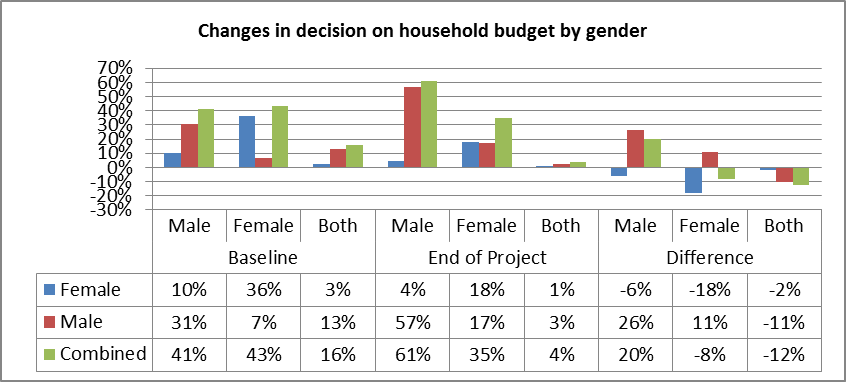 Changes in decision on household budget by gender
70%
60%
50%
40%
30%
20%
10%
0%
-10%
-20%
-30%
Male Female Both Male Female Both Male Female Both
Baseline End of Project Difference
Female 10% 36% 3% 4% 18% 1% -6% -18% -2%
Male 31% 7% 13% 57% 17% 3% 26% 11% -11%
Combined 41% 43% 16% 61% 35% 4% 20% -8% -12%